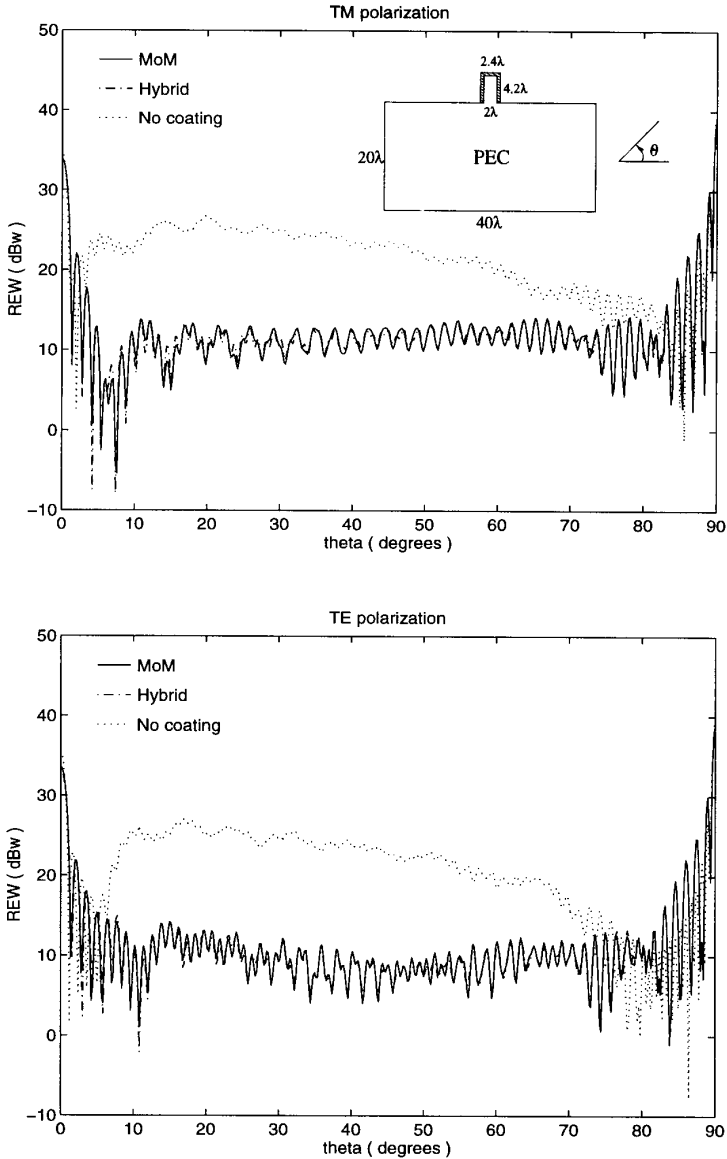 TM polarization
50
40
30
20
10
0
−10
REW ( dBw )
MoM
Hybrid
No coating
2.4λ
4.2λ
2λ
20λ
PEC
θ
40λ
0 10 20 30 40 50 60 70 80 90
theta ( degrees )
TE polarization
50
40
30
20
10
0
−10
REW ( dBw )
MoM
Hybrid
No coating
0 10 20 30 40 50 60 70 80 90
theta ( degrees )